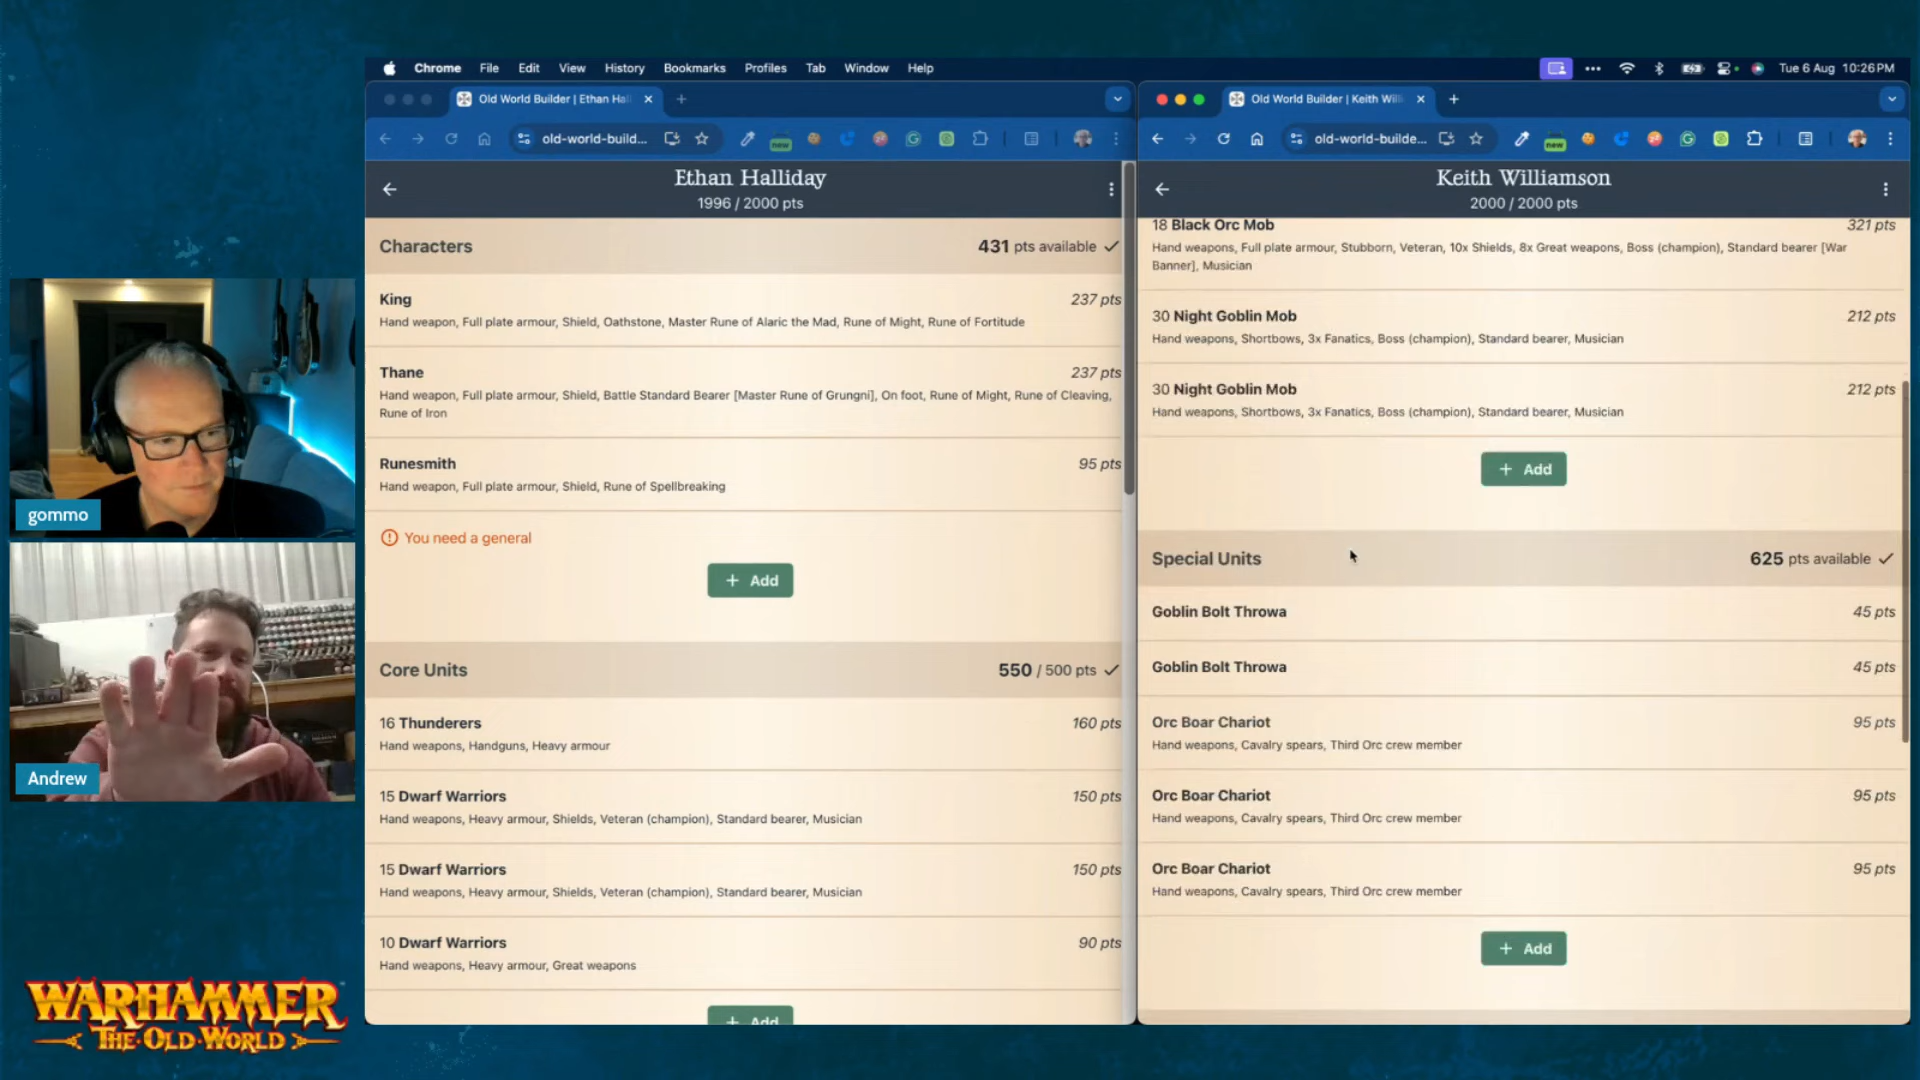 Chrome File Edit View History Bookmarks Profiles Tab Window Help
Tue 6 Aug 10:26 PM
Old World Builder | Ethan Hal
old-world-build...
new
Ethan Halliday
1996 / 2000 pts
Characters
431 pts available
King
237 pts
Hand weapon, Full plate armour, Shield, Oathstone, Master Rune of Alaric the Mad, Rune of Might, Rune of Fortitude
Thane
237 pts
Hand weapon, Full plate armour, Shield, Battle Standard Bearer [Master Rune of Grungni], On foot, Rune of Might, Rune of Cleaving,
Rune of Iron
Runesmith
95 pts
Hand weapon, Full plate armour, Shield, Rune of Spellbreaking
You need a general
+ Add
Core Units
550 / 500 pts
16 Thunderers
160 pts
Hand weapons, Handguns, Heavy armour
15 Dwarf Warriors
150 pts
Hand weapons, Heavy armour, Shields, Veteran (champion), Standard bearer, Musician
15 Dwarf Warriors
150 pts
Hand weapons, Heavy armour, Shields, Veteran (champion), Standard bearer, Musician
10 Dwarf Warriors
90 pts
Hand weapons, Heavy armour, Great weapons
+ Add
Old World Builder | Keith Willi
old-world-builde...
new
Keith Williamson
2000 / 2000 pts
18 Black Orc Mob
321 pts
Hand weapons, Full plate armour, Stubborn, Veteran, 10x Shields, 8x Great weapons, Boss (champion), Standard bearer [War
Banner], Musician
30 Night Goblin Mob
212 pts
Hand weapons, Shortbows, 3x Fanatics, Boss (champion), Standard bearer, Musician
30 Night Goblin Mob
212 pts
Hand weapons, Shortbows, 3x Fanatics, Boss (champion), Standard bearer, Musician
+ Add
Special Units
625 pts available
Goblin Bolt Throwa
45 pts
Goblin Bolt Throwa
45 pts
Orc Boar Chariot
95 pts
Hand weapons, Cavalry spears, Third Orc crew member
Orc Boar Chariot
95 pts
Hand weapons, Cavalry spears, Third Orc crew member
Orc Boar Chariot
95 pts
Hand weapons, Cavalry spears, Third Orc crew member
+ Add
gommo
Andrew
WARHAMMER
THE·OLD·WORLD